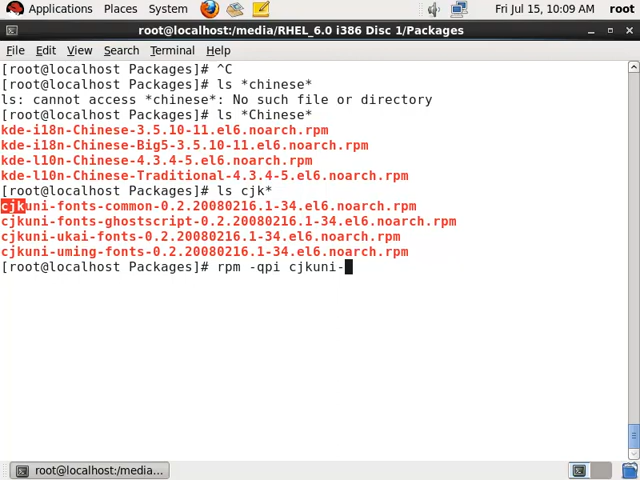 Applications Places System Fri Jul 15, 10:09 AM root
root@localhost:/media/RHEL_6.0 i386 Disc 1/Packages
File Edit View Search Terminal Help
[root@localhost Packages]# ^C
[root@localhost Packages]# ls *chinese*
ls: cannot access *chinese*: No such file or directory
[root@localhost Packages]# ls *Chinese*
kde-i18n-Chinese-3.5.10-11.el6.noarch.rpm
kde-i18n-Chinese-Big5-3.5.10-11.el6.noarch.rpm
kde-l10n-Chinese-4.3.4-5.el6.noarch.rpm
kde-l10n-Chinese-Traditional-4.3.4-5.el6.noarch.rpm
[root@localhost Packages]# ls cjk*
cjkuni-fonts-common-0.2.20080216.1-34.el6.noarch.rpm
cjkuni-fonts-ghostscript-0.2.20080216.1-34.el6.noarch.rpm
cjkuni-ukai-fonts-0.2.20080216.1-34.el6.noarch.rpm
cjkuni-uming-fonts-0.2.20080216.1-34.el6.noarch.rpm
[root@localhost Packages]# rpm -qpi cjkuni-
root@localhost:/media...